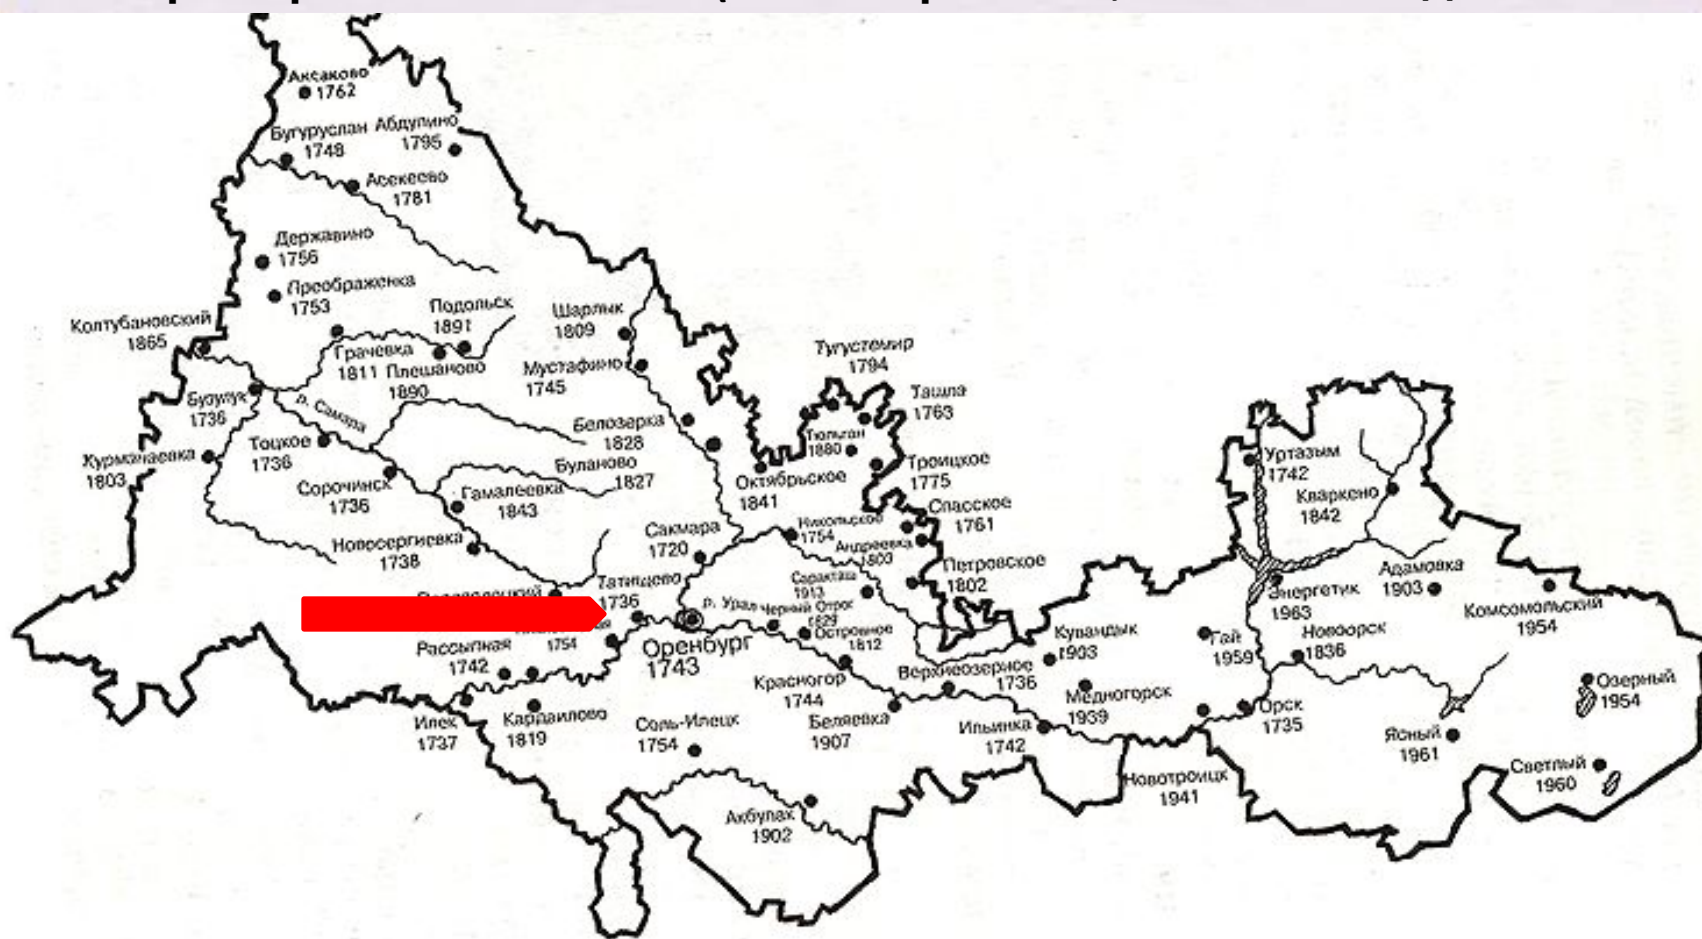 Аксаково
1762
Бугуруслан
1748
Абдулино
1795
Асекеево
1781
Державино
1756
Преображенка
1753
Колтубановский
1865
Подольск
1891
Грачевка
1811
Плешаново
1890
Шарлык
1809
Мустафино
1745
Тугустемир
1794
Ташла
1763
Бузулук
1736
р. Самара
Тоцкое
1736
Курманаевка
1803
Сорочинск
1736
Гамалеевка
1843
Белозерка
1828
Буланово
1827
Тюльган
1880
Октябрьское
1841
Троицкое
1775
Спасское
1761
Никольское
1754
Андреевка
1803
Петровское
1802
Новосергиевка
1738
Сакмара
1720
Саракташ
1913
Татищево
1736
р. Урал
Черный Отрог
1829
Островное
1812
1754
Оренбург
1743
Рассыпная
1742
Илек
1737
Кардаилово
1819
Соль-Илецк
1754
Красногор
1744
Беляевка
1907
Верхнеозерное
1736
Ильинка
1742
Кувандык
1903
Медногорск
1939
Акбулак
1902
Новотроицк
1941
Уртазым
1742
Кваркено
1842
Энергетик
1963
Адамовка
1903
Комсомольский
1954
Гай
1959
Новоорск
1836
Орск
1735
Озерный
1954
Ясный
1961
Светлый
1960